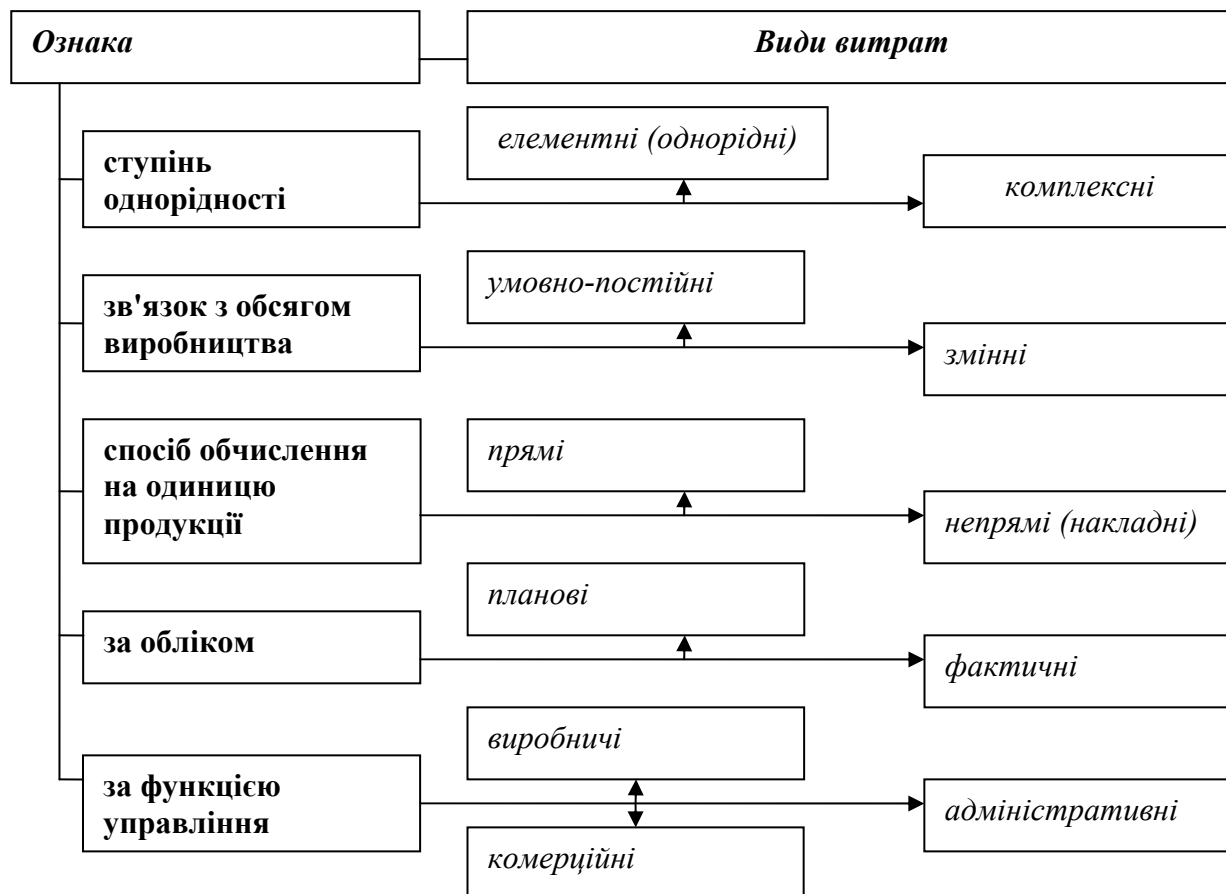 Ознака
Види витрат
ступінь
однорідності
елементні (однорідні)
комплексні
зв'язок з обсягом
виробництва
умовно-постійні
змінні
спосіб обчислення
на одиницю
продукції
прямі
непрямі (накладні)
за обліком
планові
фактичні
за функцією
управління
виробничі
адміністративні
комерційні